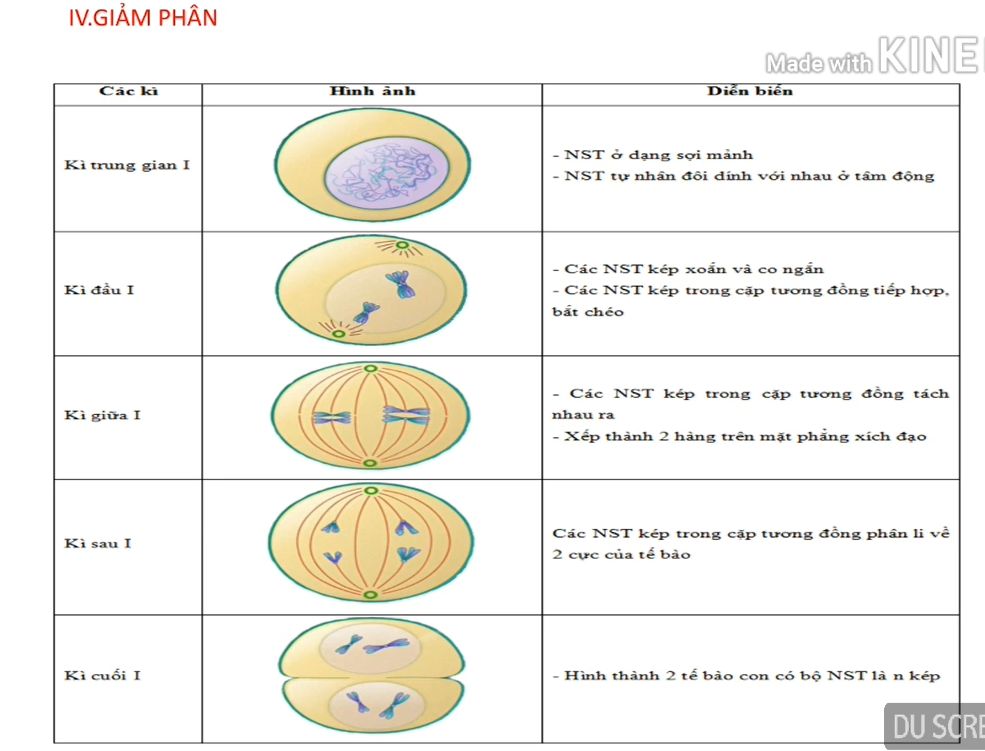 IV.GIẢM PHÂN
Made with KINE
Các kì
Hình ảnh
Diễn biến
Kì trung gian I
- NST ở dạng sợi mảnh
- NST tự nhân đôi dính với nhau ở tâm động
Kì đầu I
- Các NST kép xoắn và co ngắn
- Các NST kép trong cặp tương đồng tiếp hợp,
bắt chéo
Kì giữa I
- Các NST kép trong cặp tương đồng tách
nhau ra
- Xếp thành 2 hàng trên mặt phẳng xích đạo
Kì sau I
Các NST kép trong cặp tương đồng phân li về
2 cực của tế bào
Kì cuối I
- Hình thành 2 tế bào con có bộ NST là n kép
DU SCRE